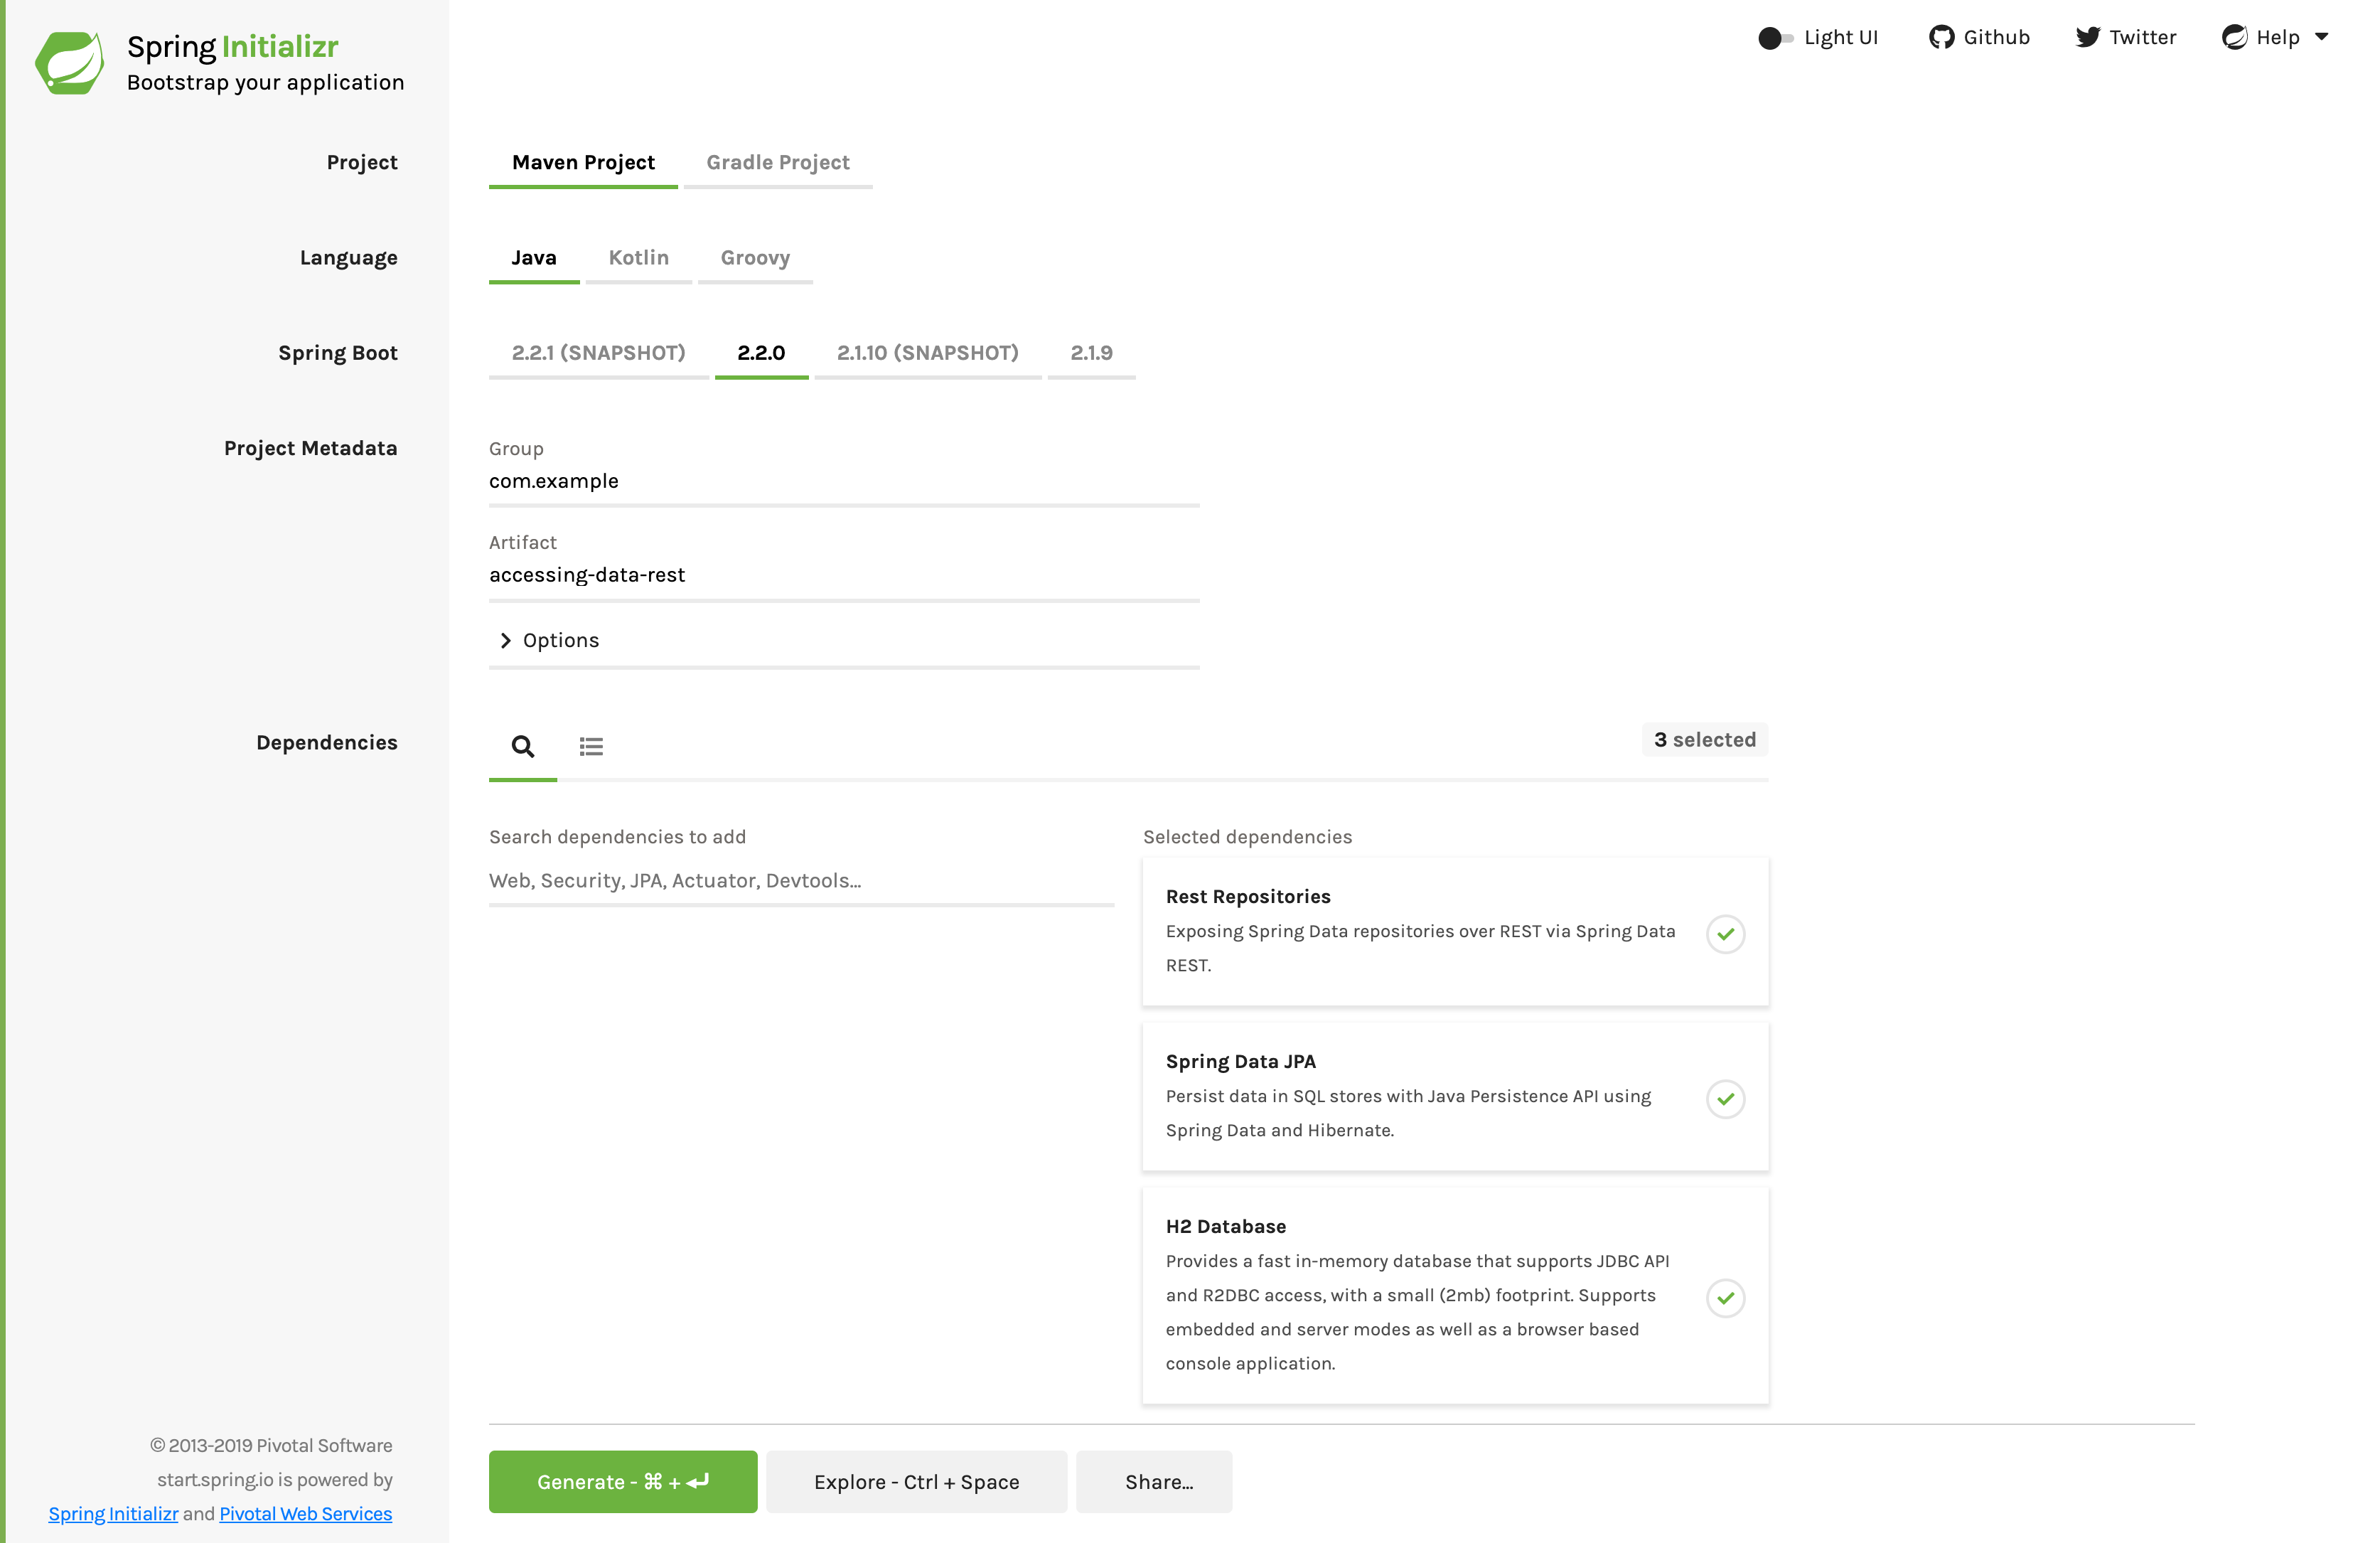 Spring Initializr
Bootstrap your application
Light UI
Github
Twitter
Help
Project
Maven Project
Gradle Project
Language
Java
Kotlin
Groovy
Spring Boot
2.2.1 (SNAPSHOT)
2.2.0
2.1.10 (SNAPSHOT)
2.1.9
Project Metadata
Group
com.example
Artifact
accessing-data-rest
Options
Dependencies
3 selected
Search dependencies to add
Web, Security, JPA, Actuator, Devtools...
Selected dependencies
Rest Repositories
Exposing Spring Data repositories over REST via Spring Data
REST.
Spring Data JPA
Persist data in SQL stores with Java Persistence API using
Spring Data and Hibernate.
H2 Database
Provides a fast in-memory database that supports JDBC API
and R2DBC access, with a small (2mb) footprint. Supports
embedded and server modes as well as a browser based
console application.
© 2013-2019 Pivotal Software
start.spring.io is powered by
Spring Initializr and Pivotal Web Services
Generate - ⌘ + ↵
Explore - Ctrl + Space
Share...